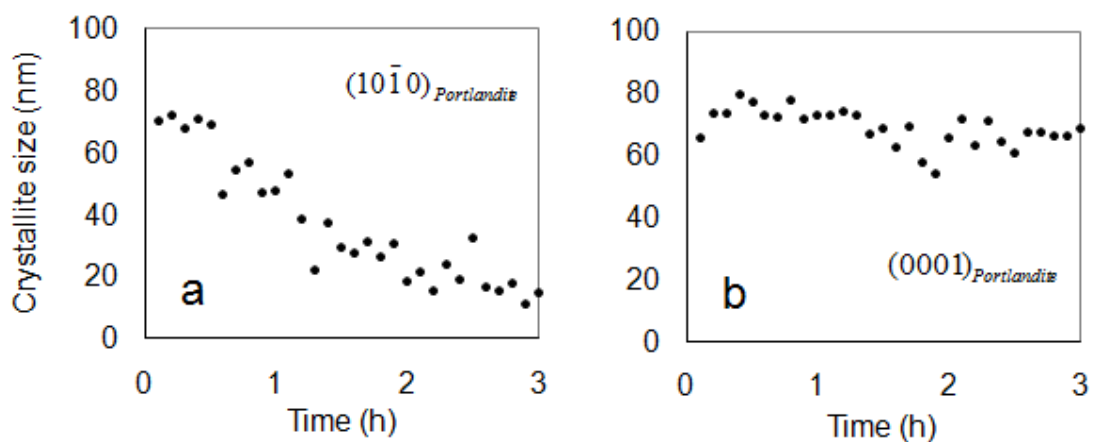 100
80
60
40
20
0
Crystallite size (nm)
(101̄0) Portlandite
a
0 1 2 3
Time (h)
100
80
60
40
20
0
(0001) Portlandite
b
0 1 2 3
Time (h)